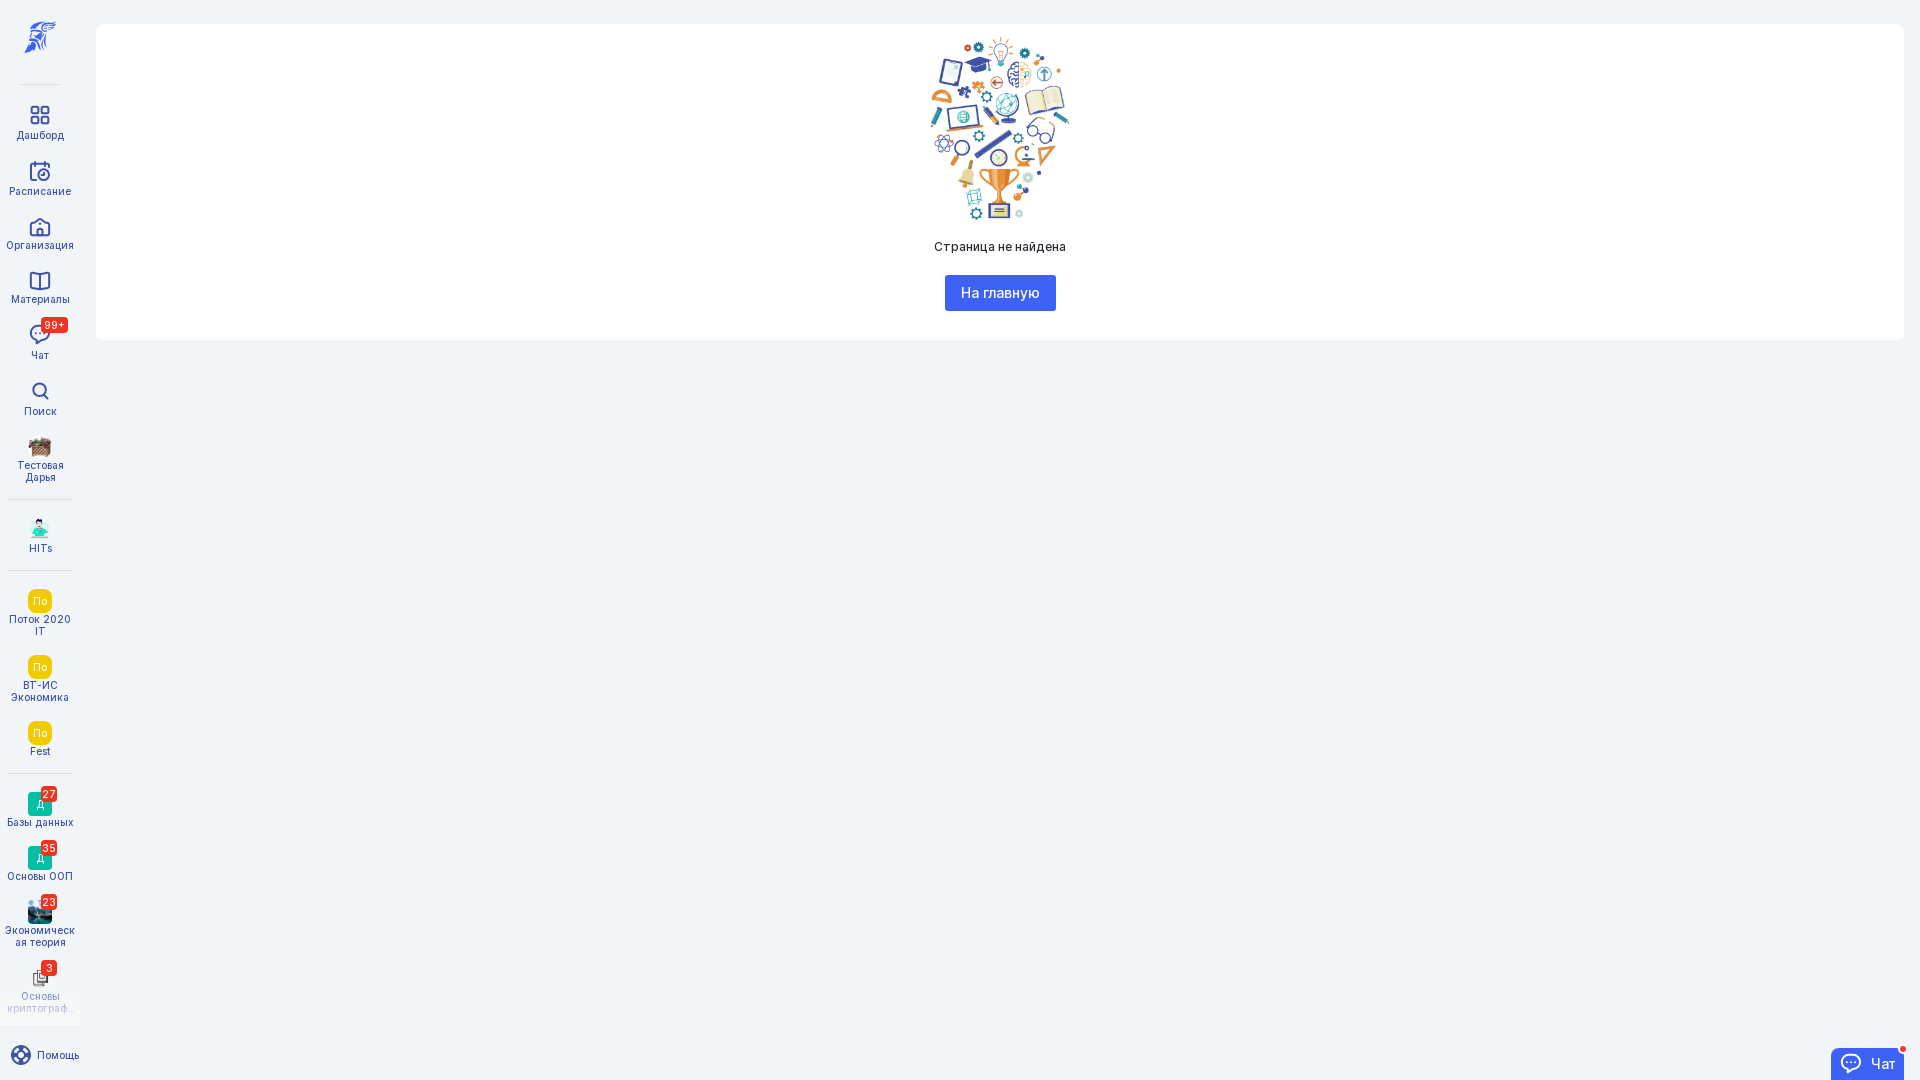 Дашборд
Расписание
Организация
Материалы
99+
Чат
Поиск
Тестовая
Дарья
HITs
По
Поток 2020
IT
По
ВТ-ИС
Экономика
По
Fest
27
Д
Базы данных
35
Д
Основы ООП
23
Экономическ
ая теория
3
Основы
криптограф...
Помощь
Страница не найдена
На главную
Чат